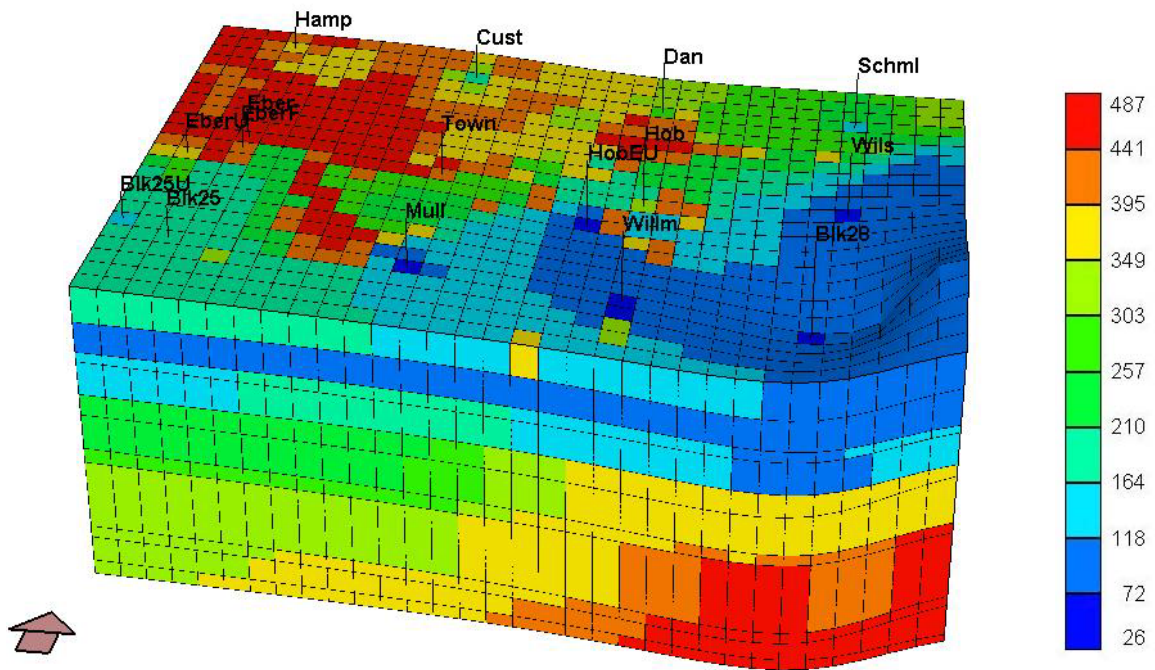 Hamp
Cust
Dan
Schml
Eber
EberF
EberU
Town
Hob
HobEU
Wils
Blk25U
Blk25
Mull
Willm
Blk28
487
441
395
349
303
257
210
164
118
72
26